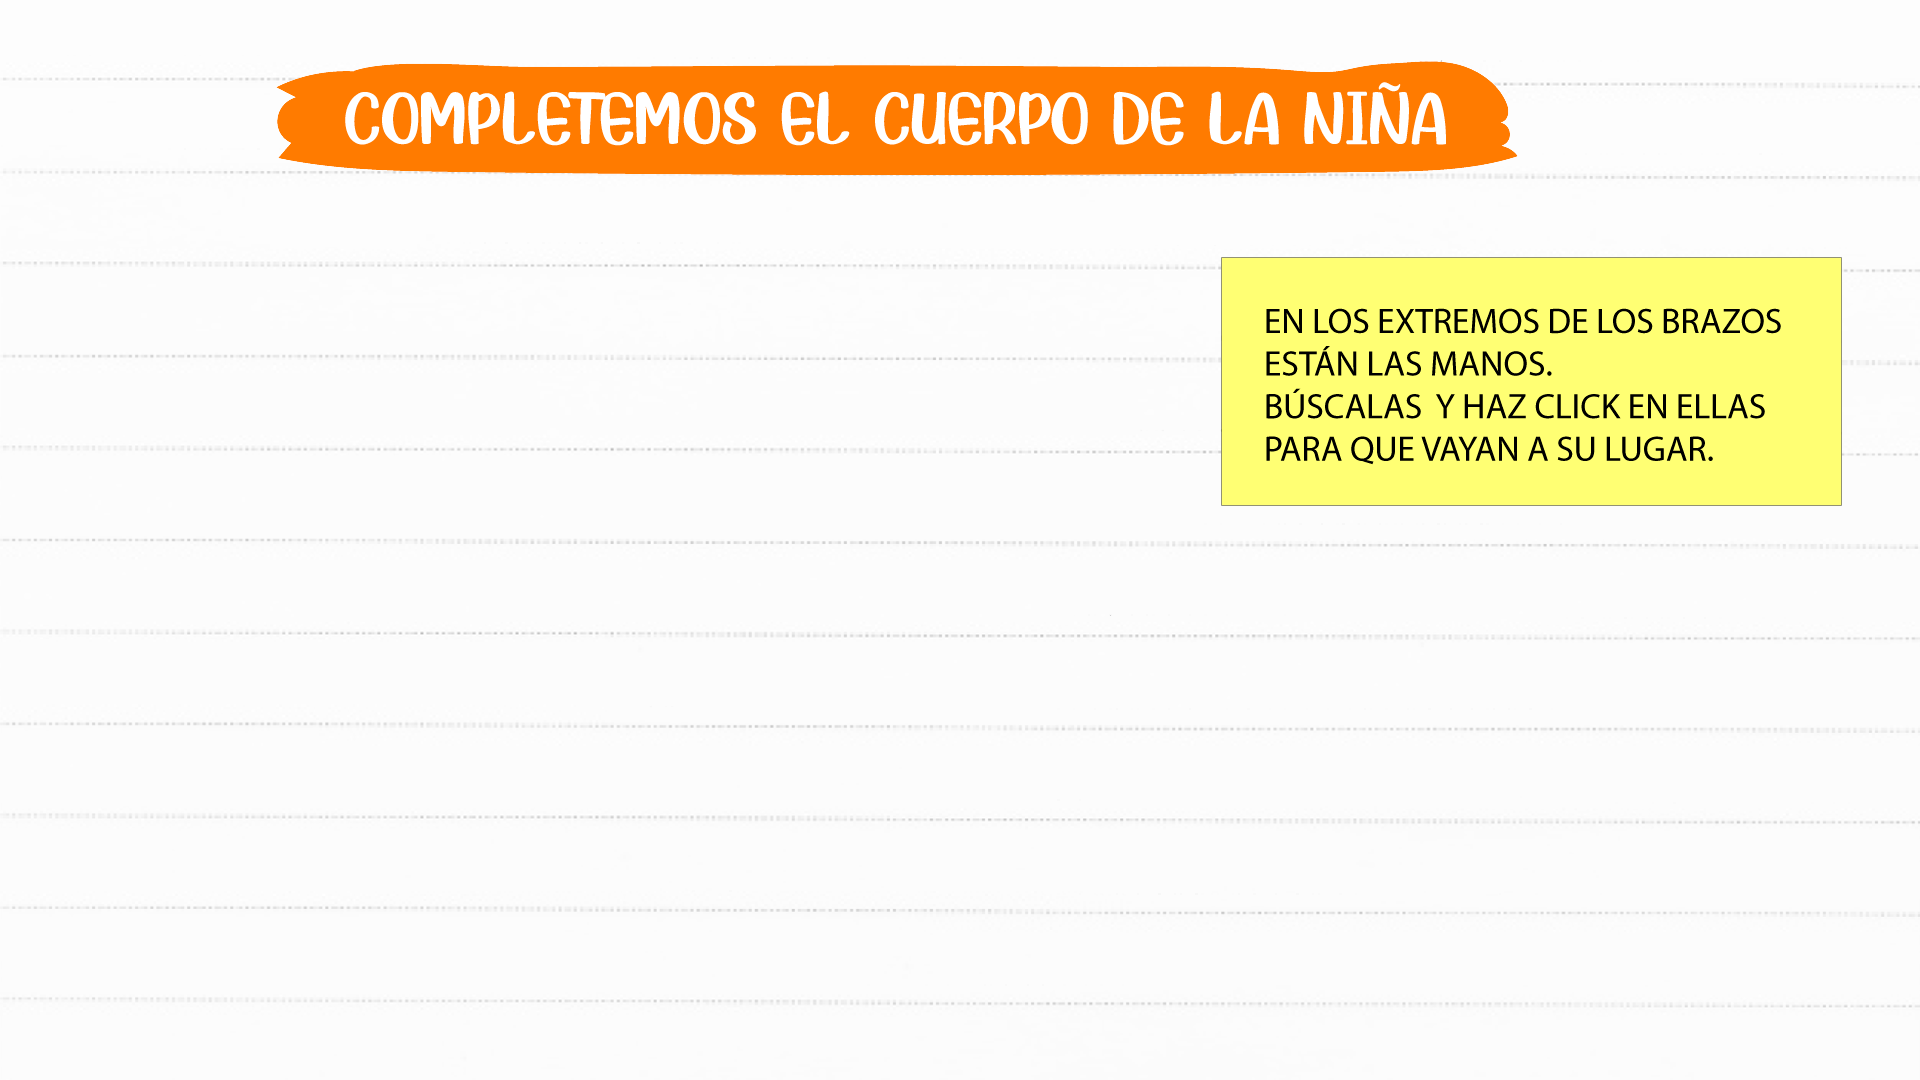 COMPLETEMOS EL CUERPO DE LA NIÑA
EN LOS EXTREMOS DE LOS BRAZOS
ESTÁN LAS MANOS.
BÚSCALAS  Y HAZ CLICK EN ELLAS
PARA QUE VAYAN A SU LUGAR.